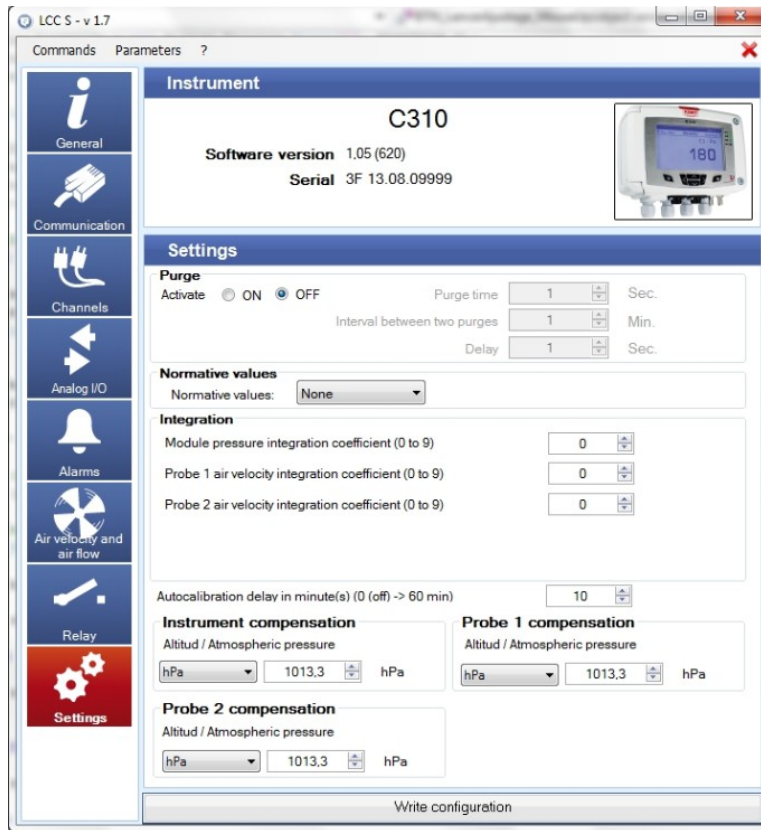 LCC S - v 1.7
Commands Parameters ?
General
Communication
Channels
Analog I/O
Alarms
Air velocity and
air flow
Relay
Settings
Instrument
C310
Software version 1,05 (620)
Serial 3F 13.08.09999
180
Settings
Purge
Activate ON OFF Purge time 1 Sec.
Interval between two purges 1 Min.
Delay 1 Sec.
Normative values
Normative values: None
Integration
Module pressure integration coefficient (0 to 9) 0
Probe 1 air velocity integration coefficient (0 to 9) 0
Probe 2 air velocity integration coefficient (0 to 9) 0
Autocalibration delay in minute(s) (0 (off) -> 60 min) 10
Instrument compensation
Altitud / Atmospheric pressure
hPa 1013,3 hPa
Probe 1 compensation
Altitud / Atmospheric pressure
hPa 1013,3 hPa
Probe 2 compensation
Altitud / Atmospheric pressure
hPa 1013,3 hPa
Write configuration